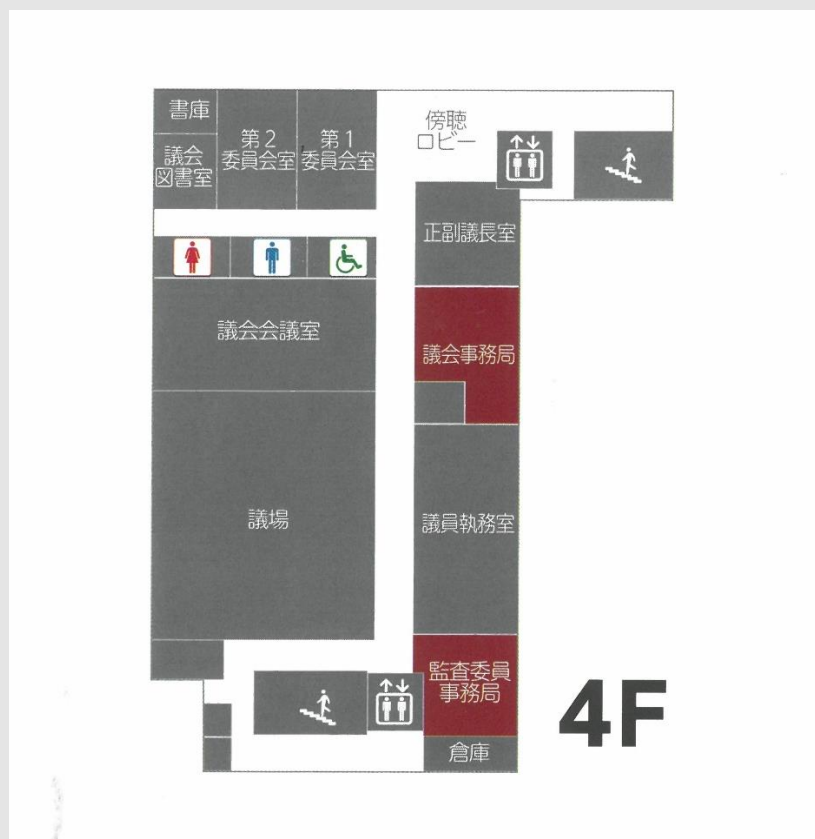 書庫
議会
図書室
第2
委員会室
第1
委員会室
傍聴
ロビー
正副議長室
議会会議室
議会事務局
議場
議員執務室
監査委員
事務局
倉庫
4F